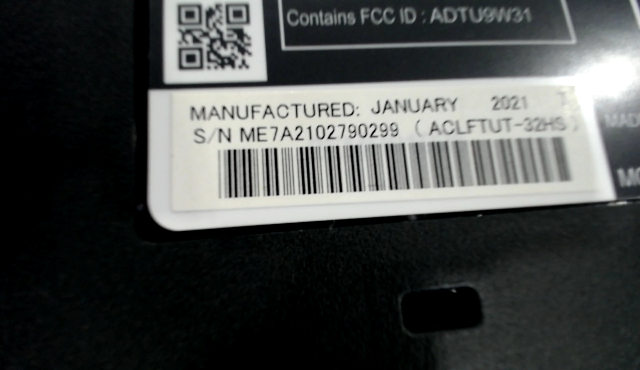 Contains FCC ID : ADTU9W31
MANUFACTURED: JANUARY 2021
S/N ME7A2102790299 ( ACLFTUT-32HS )